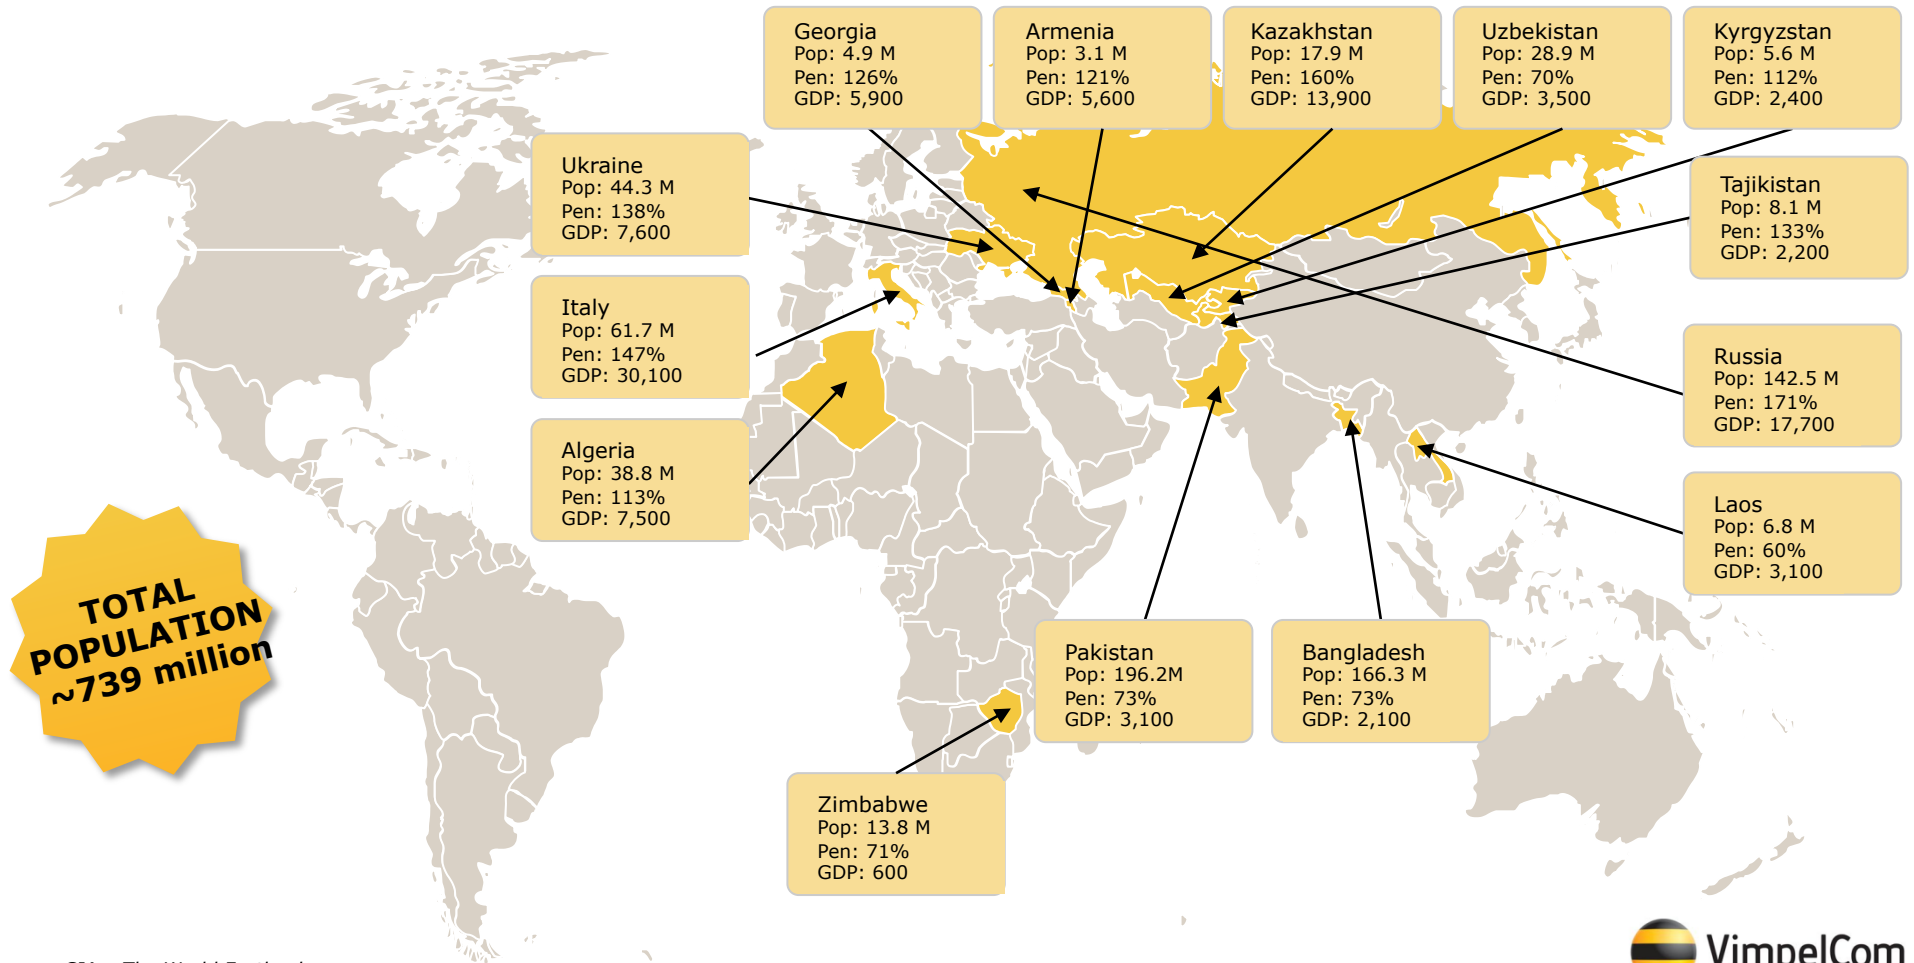 Georgia
Pop: 4.9 M
Pen: 126%
GDP: 5,900
Armenia
Pop: 3.1 M
Pen: 121%
GDP: 5,600
Kazakhstan
Pop: 17.9 M
Pen: 160%
GDP: 13,900
Uzbekistan
Pop: 28.9 M
Pen: 70%
GDP: 3,500
Kyrgyzstan
Pop: 5.6 M
Pen: 112%
GDP: 2,400
Ukraine
Pop: 44.3 M
Pen: 138%
GDP: 7,600
Tajikistan
Pop: 8.1 M
Pen: 133%
GDP: 2,200
Italy
Pop: 61.7 M
Pen: 147%
GDP: 30,100
Russia
Pop: 142.5 M
Pen: 171%
GDP: 17,700
Algeria
Pop: 38.8 M
Pen: 113%
GDP: 7,500
Laos
Pop: 6.8 M
Pen: 60%
GDP: 3,100
TOTAL
POPULATION
~739 million
Pakistan
Pop: 196.2M
Pen: 73%
GDP: 3,100
Bangladesh
Pop: 166.3 M
Pen: 73%
GDP: 2,100
Zimbabwe
Pop: 13.8 M
Pen: 71%
GDP: 600
VimpelCom